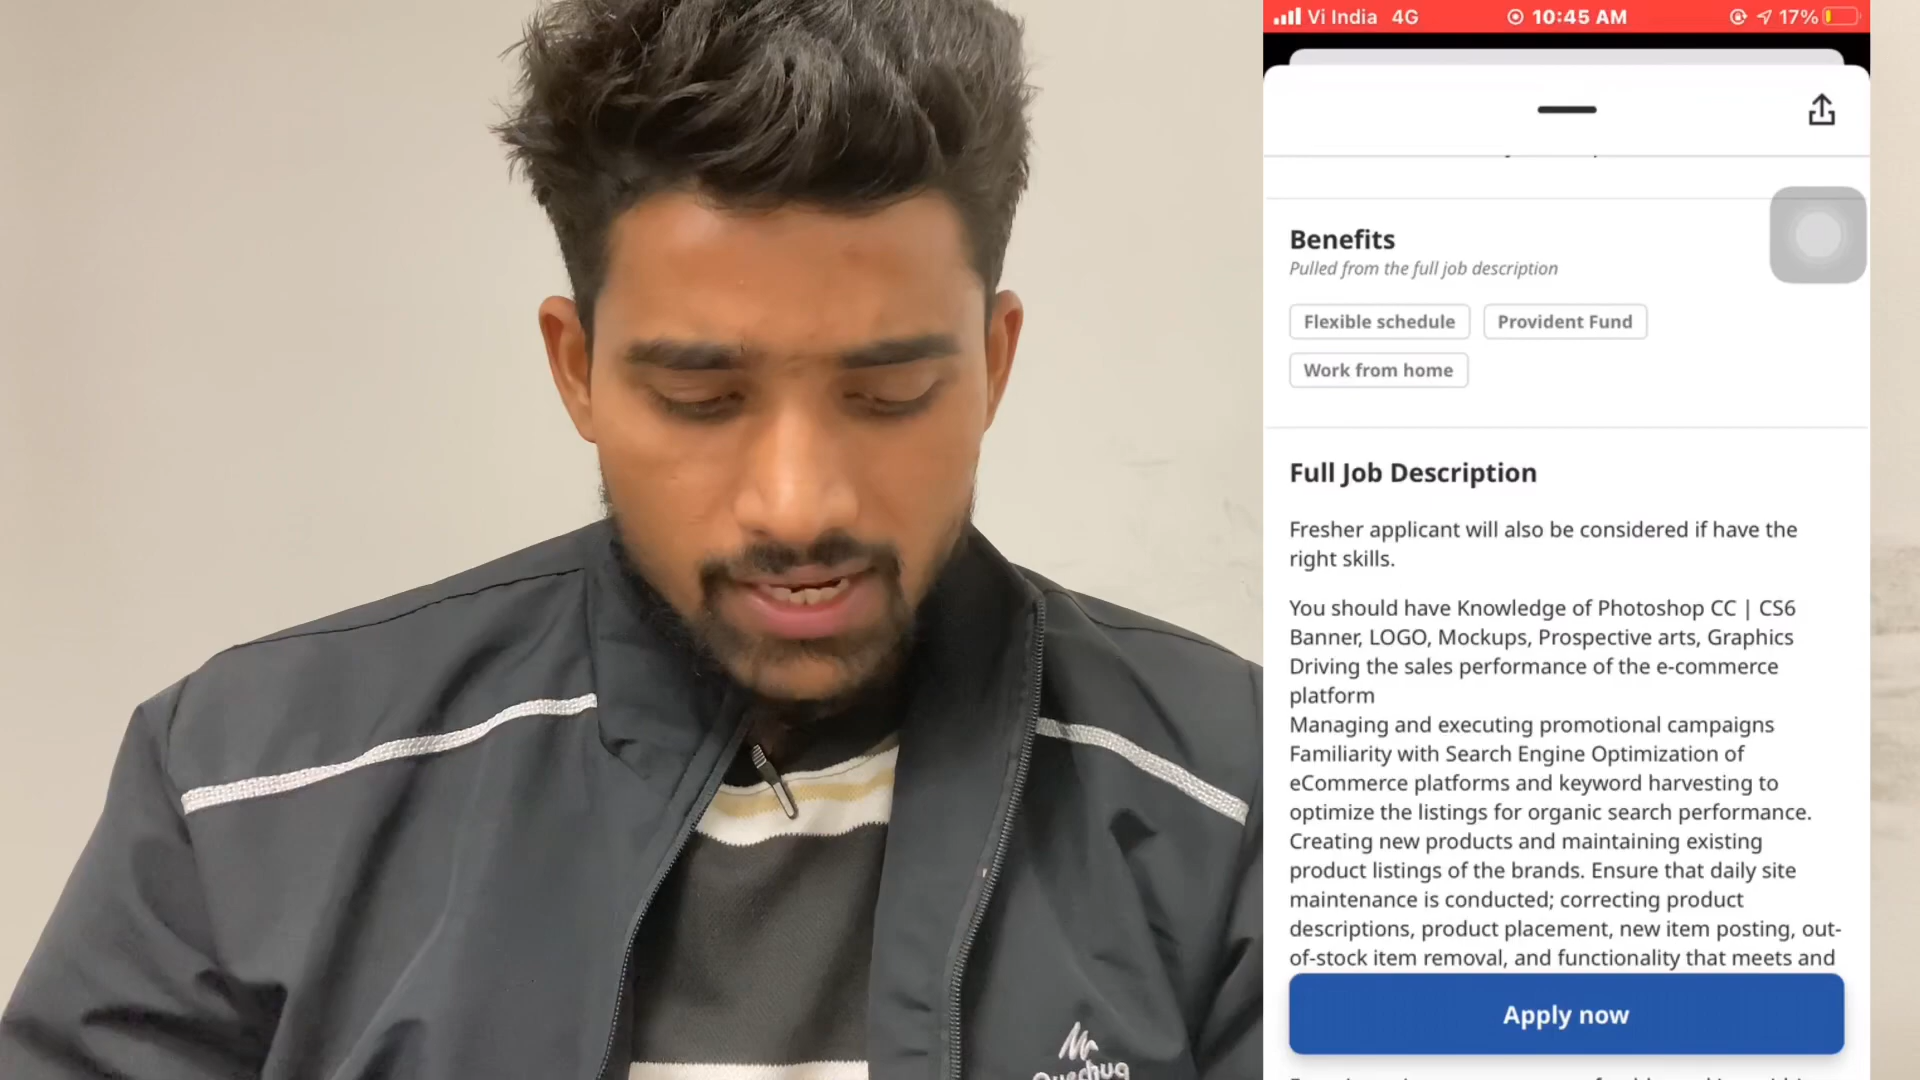 Vi India 4G 10:45 AM 17%
Benefits
Pulled from the full job description
Flexible schedule Provident Fund
Work from home
Full Job Description
Fresher applicant will also be considered if have the
right skills.
You should have Knowledge of Photoshop CC | CS6
Banner, LOGO, Mockups, Prospective arts, Graphics
Driving the sales performance of the e-commerce
platform
Managing and executing promotional campaigns
Familiarity with Search Engine Optimization of
eCommerce platforms and keyword harvesting to
optimize the listings for organic search performance.
Creating new products and maintaining existing
product listings of the brands. Ensure that daily site
maintenance is conducted; correcting product
descriptions, product placement, new item posting, out-
of-stock item removal, and functionality that meets and
Apply now
Quechua